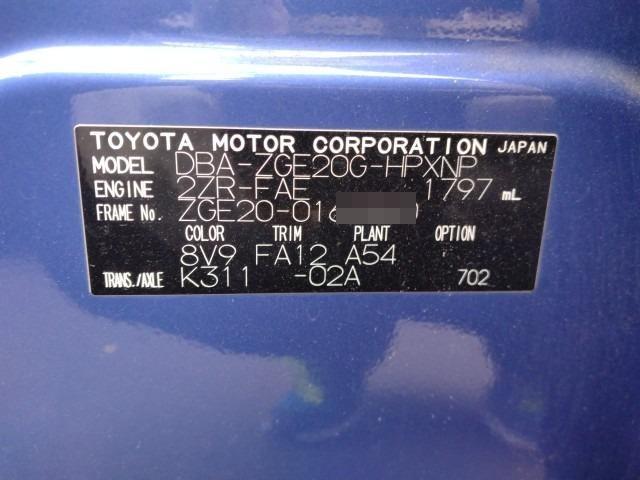 TOYOTA MOTOR CORPORATION JAPAN
MODEL DBA-ZGE20G-HPXNP
ENGINE 2ZR-FAE 1797 mL
FRAME No. ZGE20-016
COLOR TRIM PLANT OPTION
8V9 FA12 A54
TRANS./AXLE K311 -02A 702